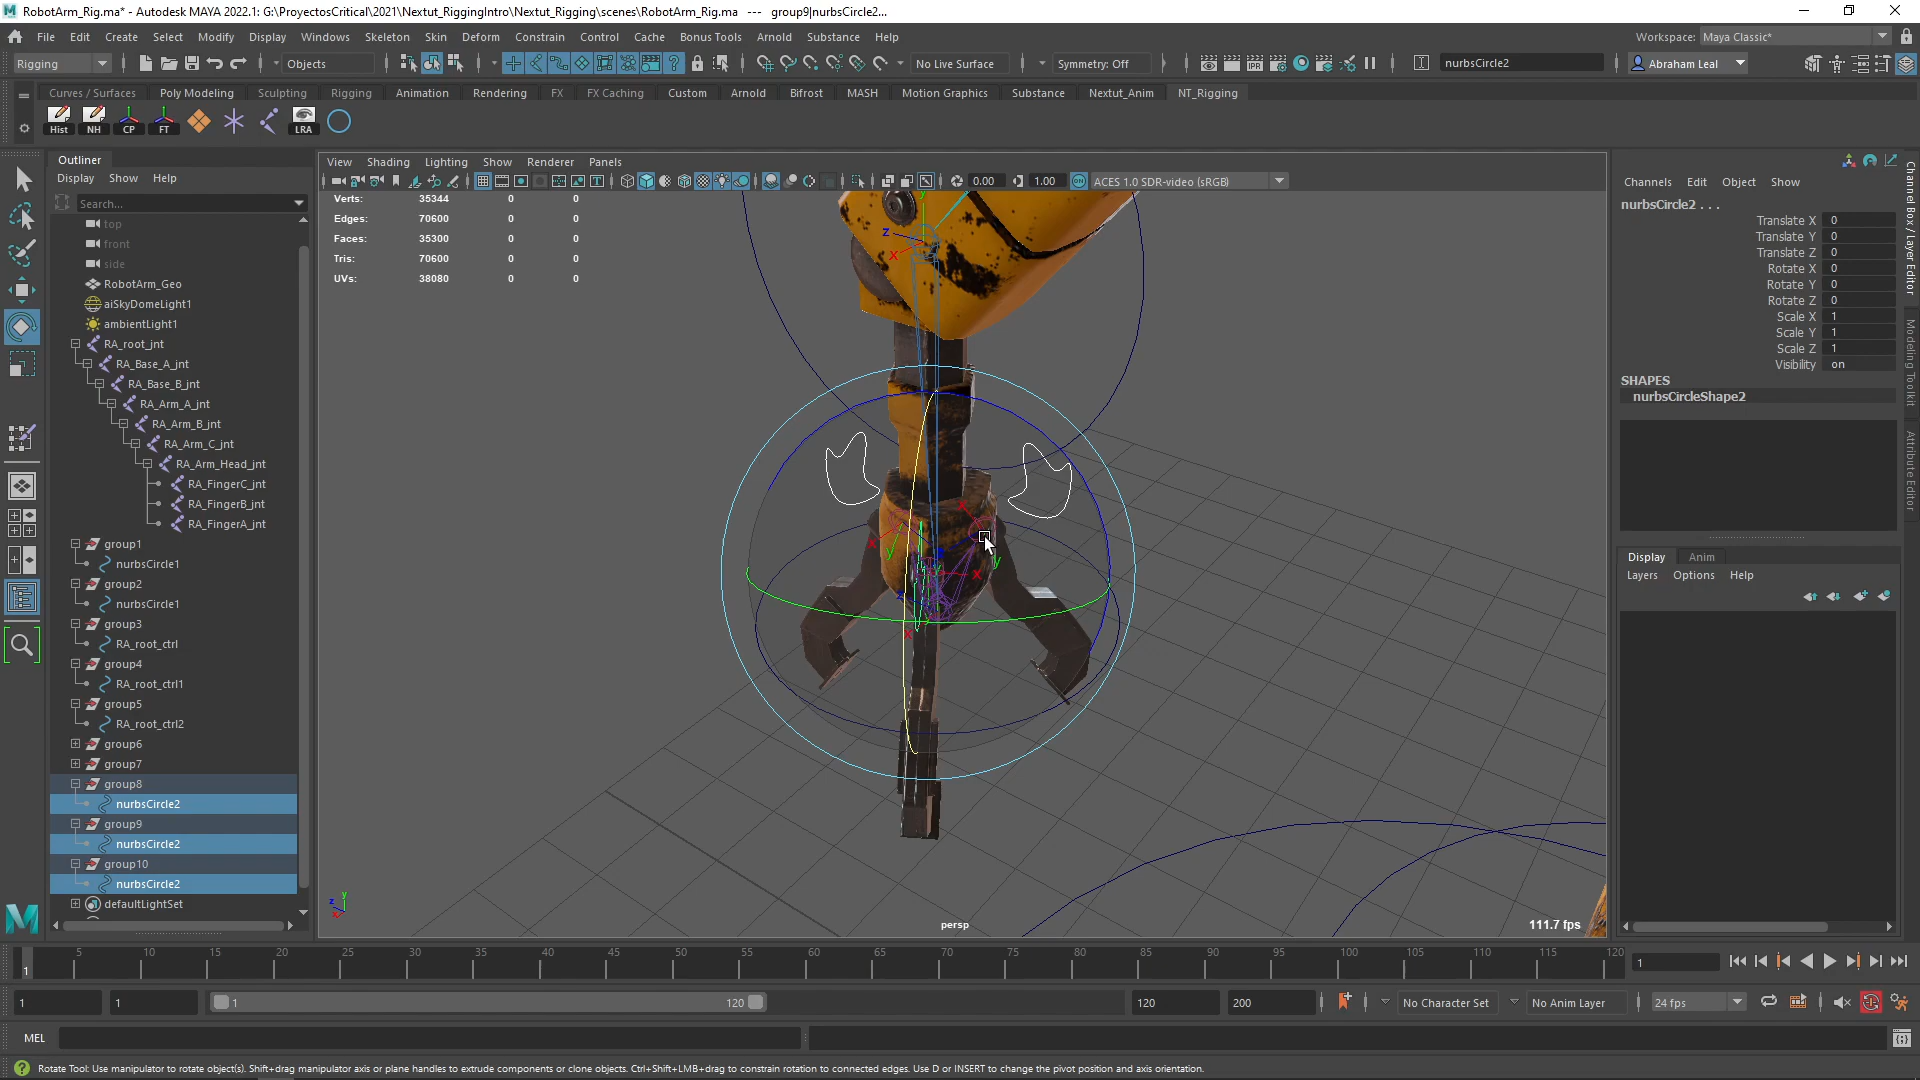 RobotArm_Rig.ma* - Autodesk MAYA 2022.1: G:\ProyectosCritical\2021\Nextut_RiggingIntro\Nextut_Rigging\scenes\RobotArm_Rig.ma --- group9|nurbsCircle2...
File Edit Create Select Modify Display Windows Skeleton Skin Deform Constrain Control Cache Bonus Tools Arnold Substance Help
Workspace: Maya Classic*
Rigging Objects No Live Surface Symmetry: Off nurbsCircle2 Abraham Leal
Curves / Surfaces Poly Modeling Sculpting Rigging Animation Rendering FX FX Caching Custom Arnold Bifrost MASH Motion Graphics Substance Nextut_Anim NT_Rigging
Hist NH CP FT LRA
Outliner
Display Show Help
Search...
top
front
side
RobotArm_Geo
aiSkyDomeLight1
ambientLight1
RA_root_jnt
RA_Base_A_jnt
RA_Base_B_jnt
RA_Arm_A_jnt
RA_Arm_B_jnt
RA_Arm_C_jnt
RA_Arm_Head_jnt
RA_FingerC_jnt
RA_FingerB_jnt
RA_FingerA_jnt
group1
nurbsCircle1
group2
nurbsCircle1
group3
RA_root_ctrl
group4
RA_root_ctrl1
group5
RA_root_ctrl2
group6
group7
group8
nurbsCircle2
group9
nurbsCircle2
group10
nurbsCircle2
defaultLightSet
View Shading Lighting Show Renderer Panels
0.00 1.00 ACES 1.0 SDR-video (sRGB)
Verts: 35344 0 0
Edges: 70600 0 0
Faces: 35300 0 0
Tris: 70600 0 0
UVs: 38080 0 0
persp
111.7 fps
Channels Edit Object Show
nurbsCircle2 . . .
Translate X 0
Translate Y 0
Translate Z 0
Rotate X 0
Rotate Y 0
Rotate Z 0
Scale X 1
Scale Y 1
Scale Z 1
Visibility on
SHAPES
nurbsCircleShape2
Display Anim
Layers Options Help
Channel Box / Layer Editor
Modeling Toolkit
Attribute Editor
5 10 15 20 25 30 35 40 45 50 55 60 65 70 75 80 85 90 95 100 105 110 115 120
1
1
1 1 1 120 120 200 No Character Set No Anim Layer 24 fps
MEL
Rotate Tool: Use manipulator to rotate object(s). Shift+drag manipulator axis or plane handles to extrude components or clone objects. Ctrl+Shift+LMB+drag to constrain rotation to connected edges. Use D or INSERT to change the pivot position and axis orientation.